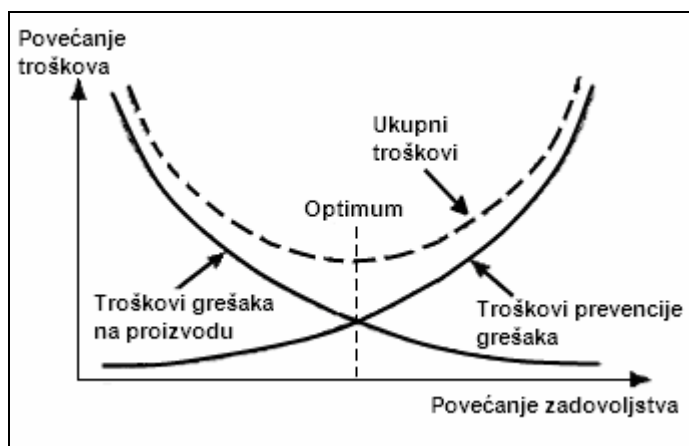 Povećanje
troškova
Ukupni
troškovi
Optimum
Troškovi grešaka
na proizvodu
Troškovi prevencije
grešaka
Povećanje zadovoljstva